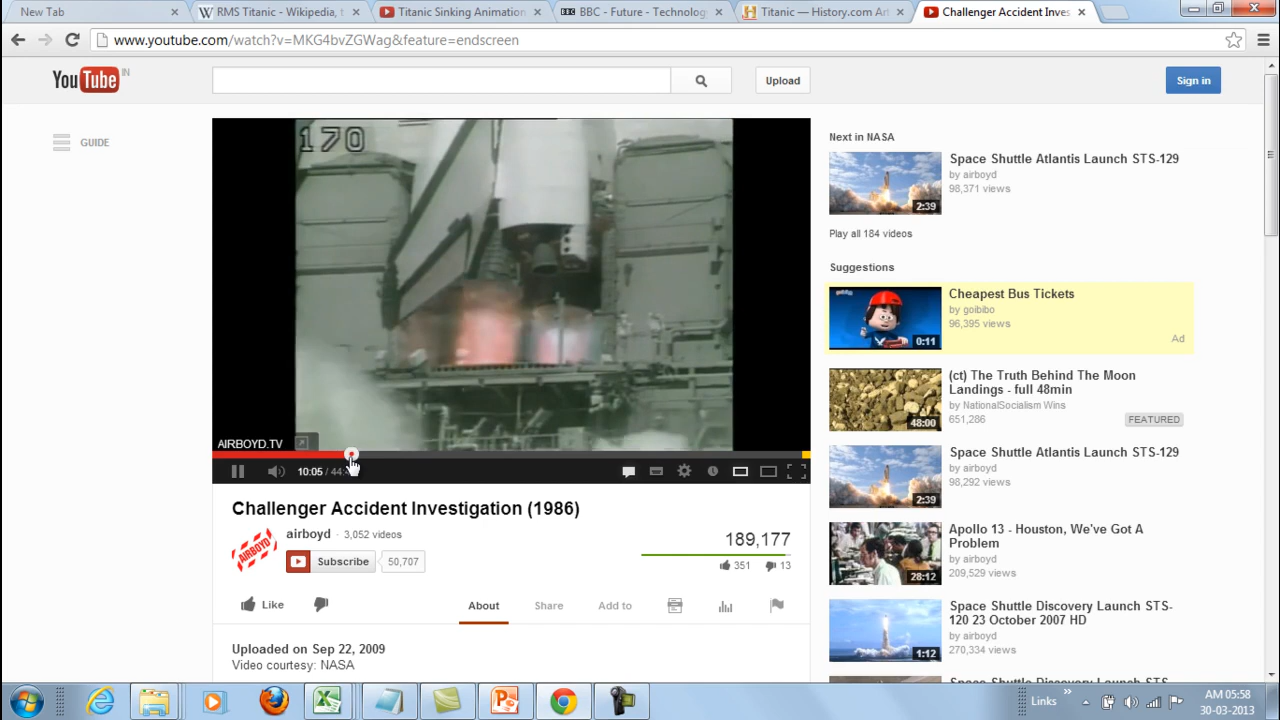 New Tab
RMS Titanic - Wikipedia, t
Titanic Sinking Animation
BBC - Future - Technolog
Titanic — History.com Art
Challenger Accident Inves
www.youtube.com/watch?v=MKG4bvZGWag&feature=endscreen
YouTube IN
Upload
Sign in
GUIDE
170
AIRBOYD.TV
10:05 / 44:
Challenger Accident Investigation (1986)
airboyd · 3,052 videos
AIRBOYD
Subscribe 50,707
189,177
351 13
Like
About
Share
Add to
Uploaded on Sep 22, 2009
Video courtesy: NASA
Next in NASA
Space Shuttle Atlantis Launch STS-129
by airboyd
98,371 views
2:39
Play all 184 videos
Suggestions
Cheapest Bus Tickets
by goibibo
96,395 views
0:11
Ad
(ct) The Truth Behind The Moon
Landings - full 48min
by NationalSocialism Wins
651,286
FEATURED
48:00
Space Shuttle Atlantis Launch STS-129
by airboyd
98,292 views
2:39
Apollo 13 - Houston, We've Got A
Problem
by airboyd
209,529 views
28:12
Space Shuttle Discovery Launch STS-
120 23 October 2007 HD
by airboyd
270,334 views
1:12
Space Shuttle Discovery Launch STS-
Links
AM 05:58
30-03-2013